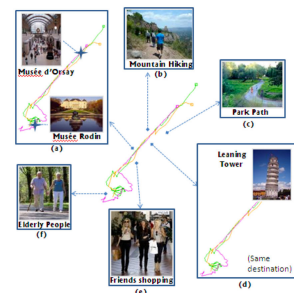 Musée d'Orsay
Musée Rodin
(a)
Mountain Hiking
(b)
Park Path
(c)
Leaning
Tower
(Same
destination)
(d)
Friends shopping
(e)
Elderly People
(f)